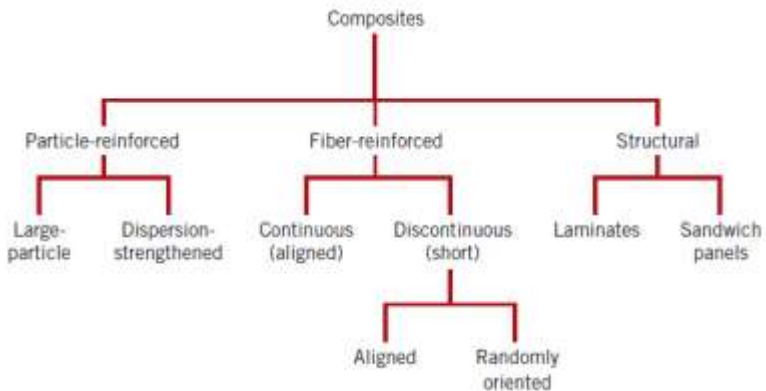 Composites
Particle-reinforced
Fiber-reinforced
Structural
Large-
particle
Dispersion-
strengthened
Continuous
(aligned)
Discontinuous
(short)
Laminates
Sandwich
panels
Aligned
Randomly
oriented